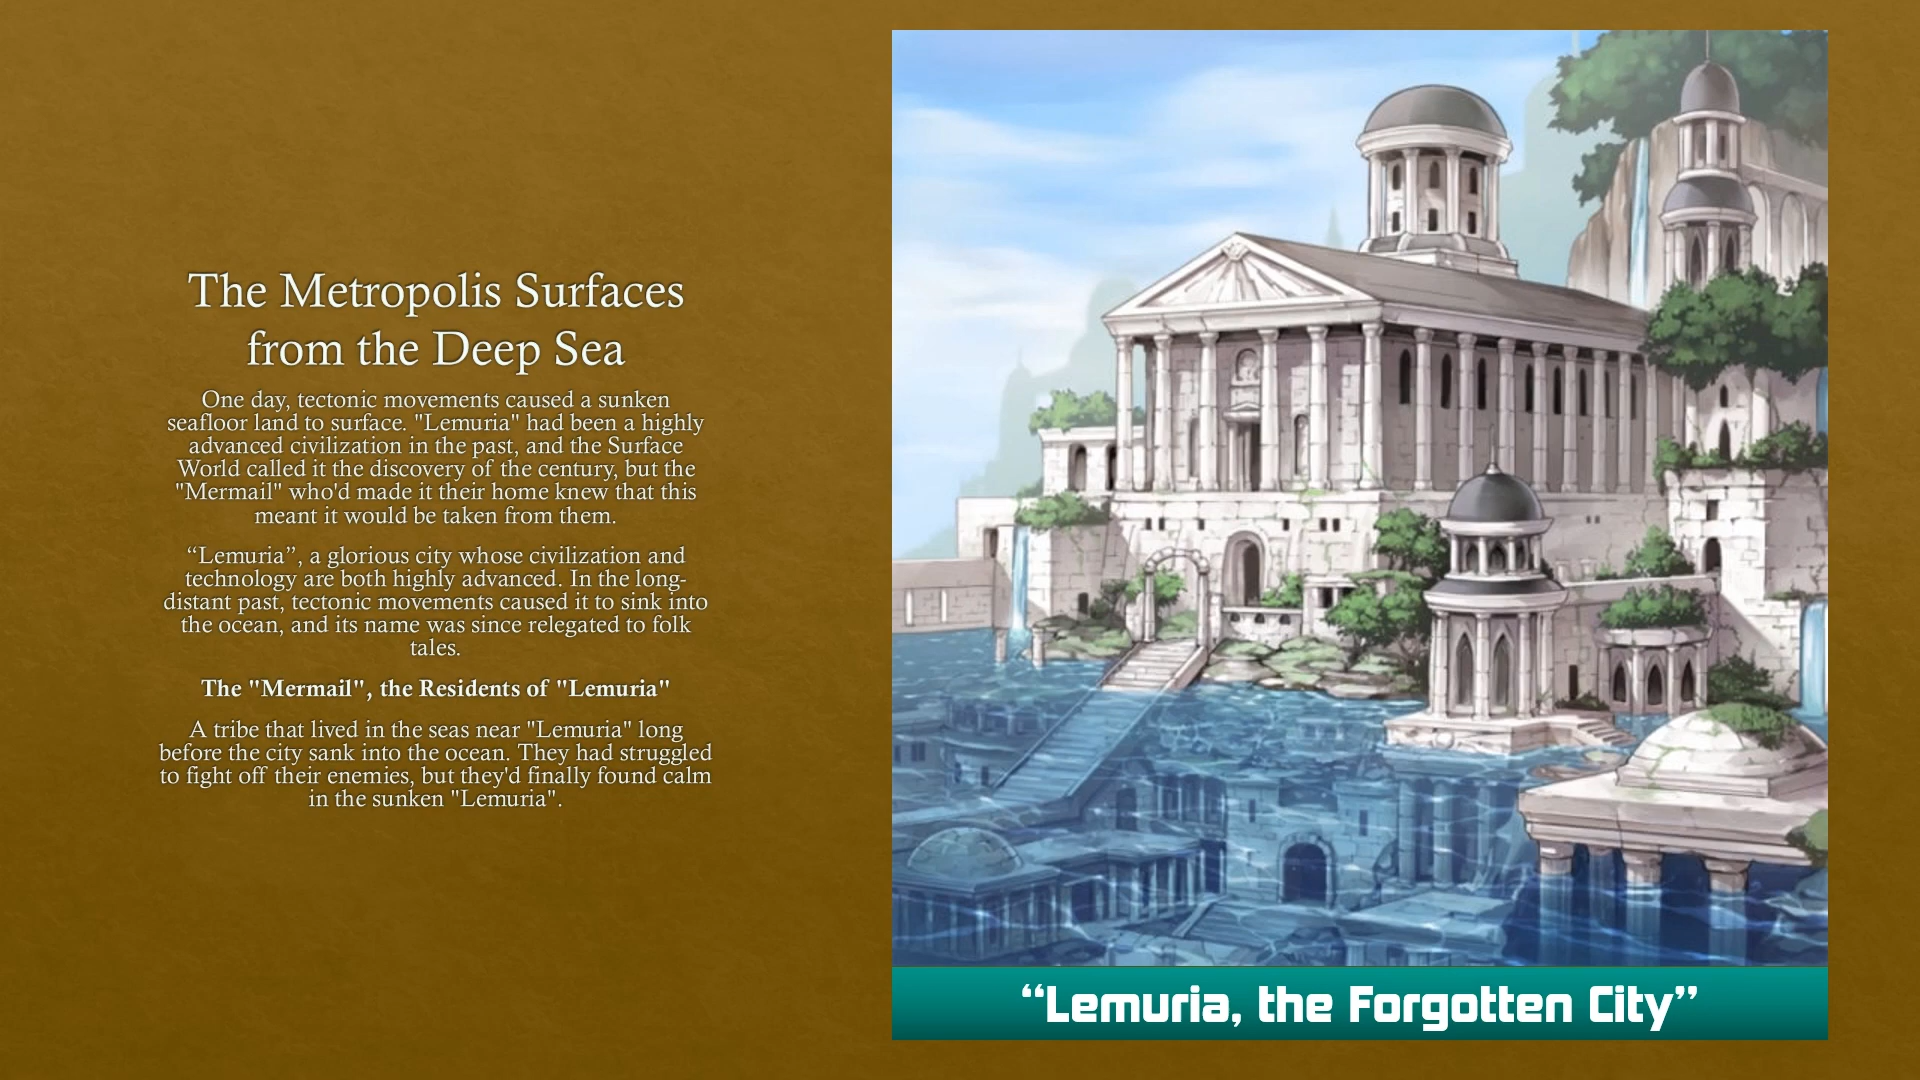 The Metropolis Surfaces
from the Deep Sea
One day, tectonic movements caused a sunken
seafloor land to surface. "Lemuria" had been a highly
advanced civilization in the past, and the Surface
World called it the discovery of the century, but the
"Mermail" who'd made it their home knew that this
meant it would be taken from them.
“Lemuria”, a glorious city whose civilization and
technology are both highly advanced. In the long-
distant past, tectonic movements caused it to sink into
the ocean, and its name was since relegated to folk
tales.
The "Mermail", the Residents of "Lemuria"
A tribe that lived in the seas near "Lemuria" long
before the city sank into the ocean. They had struggled
to fight off their enemies, but they'd finally found calm
in the sunken "Lemuria".
“Lemuria, the Forgotten City”